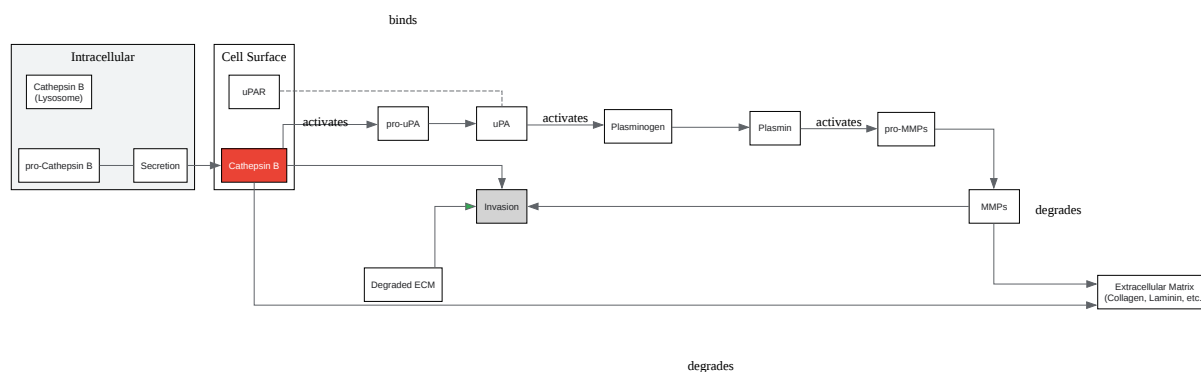 binds
Intracellular
Cell Surface
Cathepsin B
(Lysosome)
uPAR
activates
pro-uPA
uPA
activates
Plasminogen
Plasmin
activates
pro-MMPs
pro-Cathepsin B
Secretion
Cathepsin B
Invasion
MMPs
degrades
Degraded ECM
Extracellular Matrix
(Collagen, Laminin, etc.
degrades